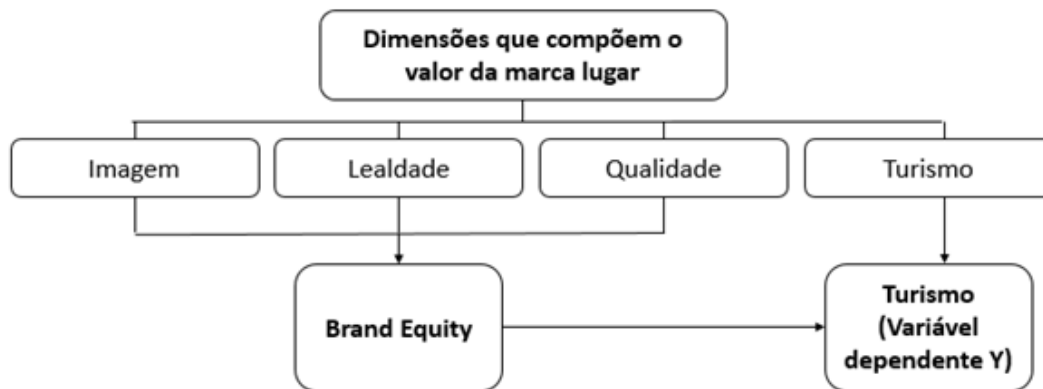 Dimensões que compõem o
valor da marca lugar
Imagem
Lealdade
Qualidade
Turismo
Brand Equity
Turismo
(Variável
dependente Y)